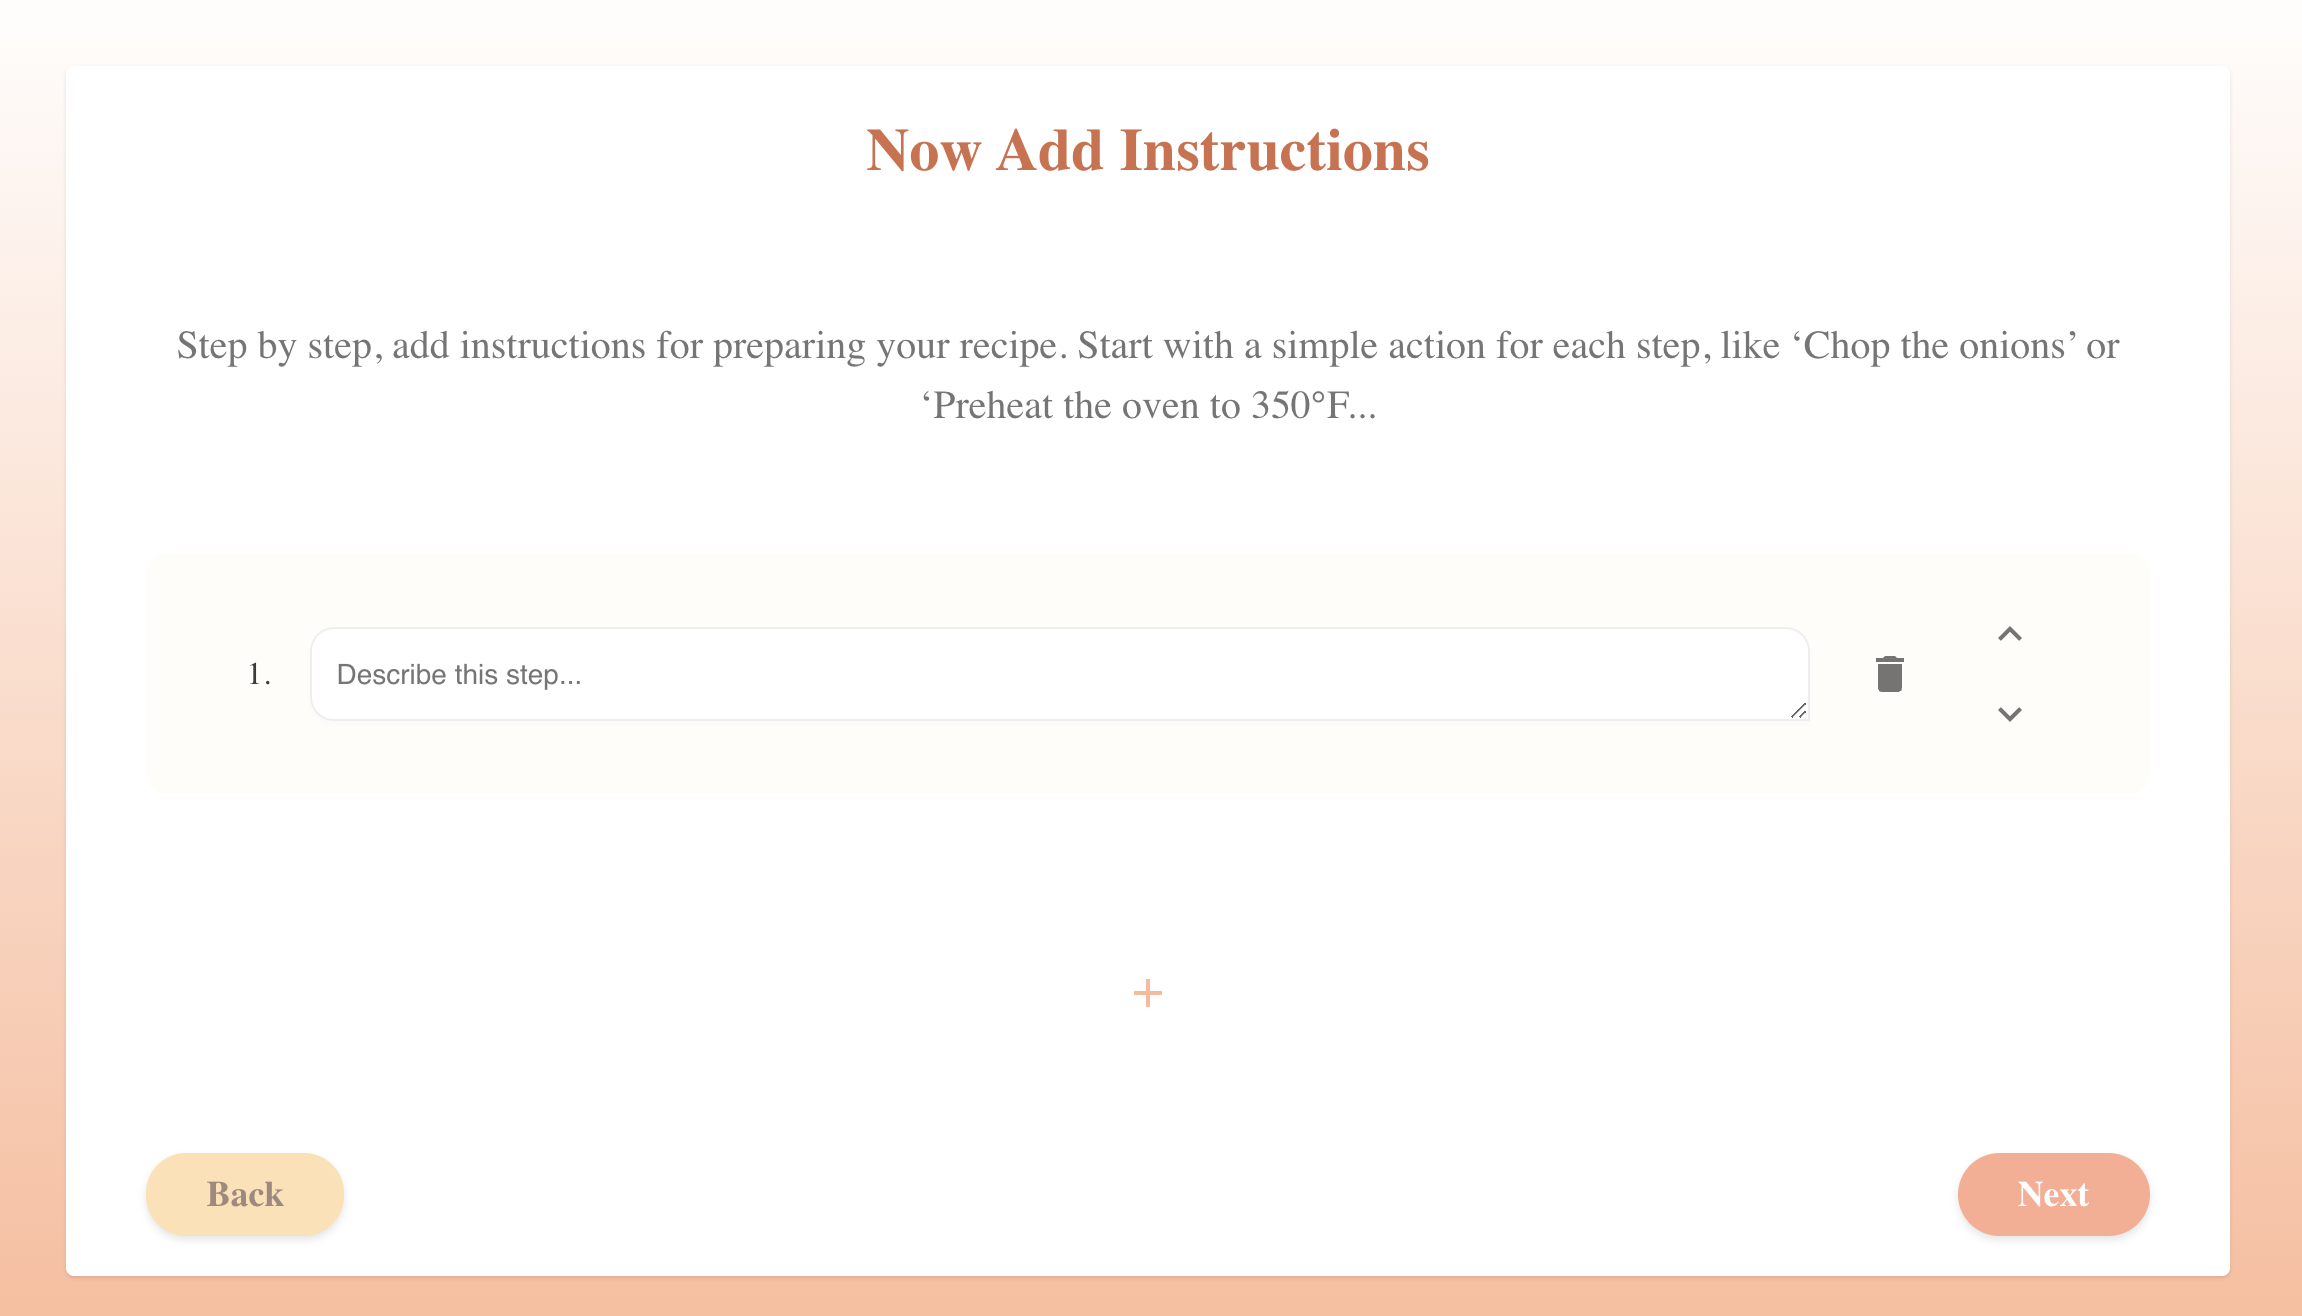 Now Add Instructions
Step by step, add instructions for preparing your recipe. Start with a simple action for each step, like ‘Chop the onions’ or
‘Preheat the oven to 350°F...
1.
Describe this step...
Back
Next